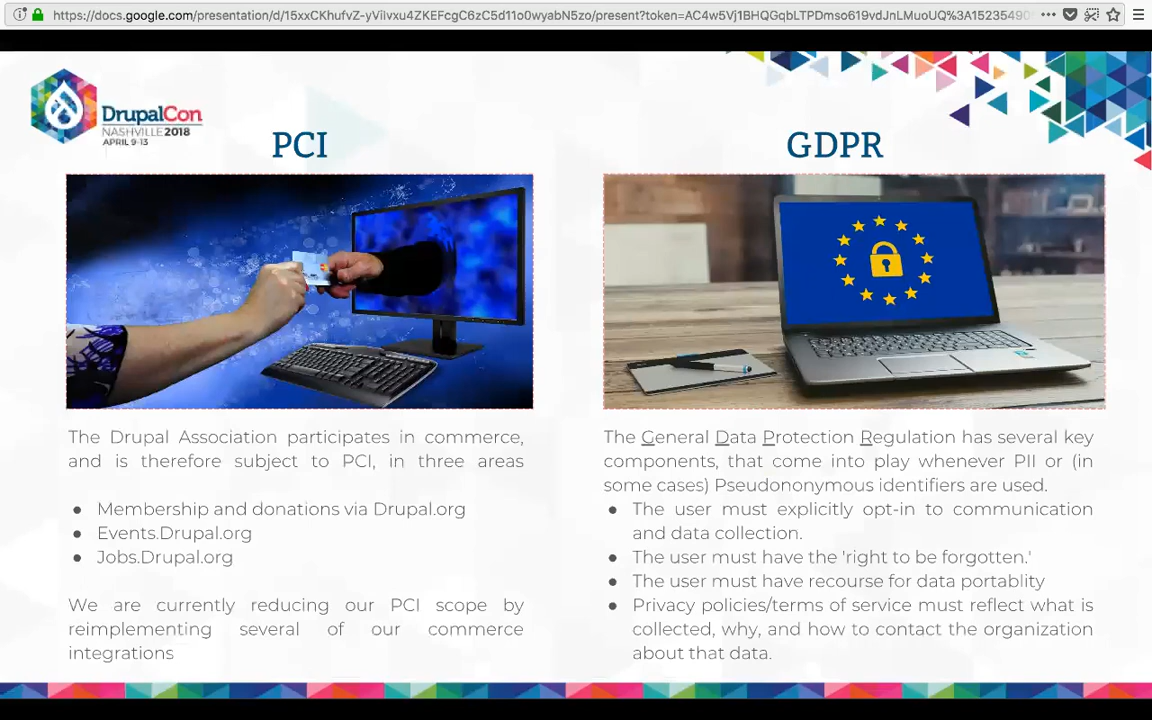 https://docs.google.com/presentation/d/15xxCKhufvZ-yVilvxu4ZKEFcgC6zC5d11o0wyabN5zo/present?token=AC4w5Vj1BHQGqbLTPDmso619vdJnLMuoUQ%3A15235490
DrupalCon
NASHVILLE 2018
APRIL 9-13
PCI
The Drupal Association participates in commerce,
and is therefore subject to PCI, in three areas
● Membership and donations via Drupal.org
● Events.Drupal.org
● Jobs.Drupal.org
We are currently reducing our PCI scope by
reimplementing several of our commerce
integrations
GDPR
The General Data Protection Regulation has several key
components, that come into play whenever PII or (in
some cases) Pseudononymous identifiers are used.
● The user must explicitly opt-in to communication
and data collection.
● The user must have the 'right to be forgotten.'
● The user must have recourse for data portablity
● Privacy policies/terms of service must reflect what is
collected, why, and how to contact the organization
about that data.